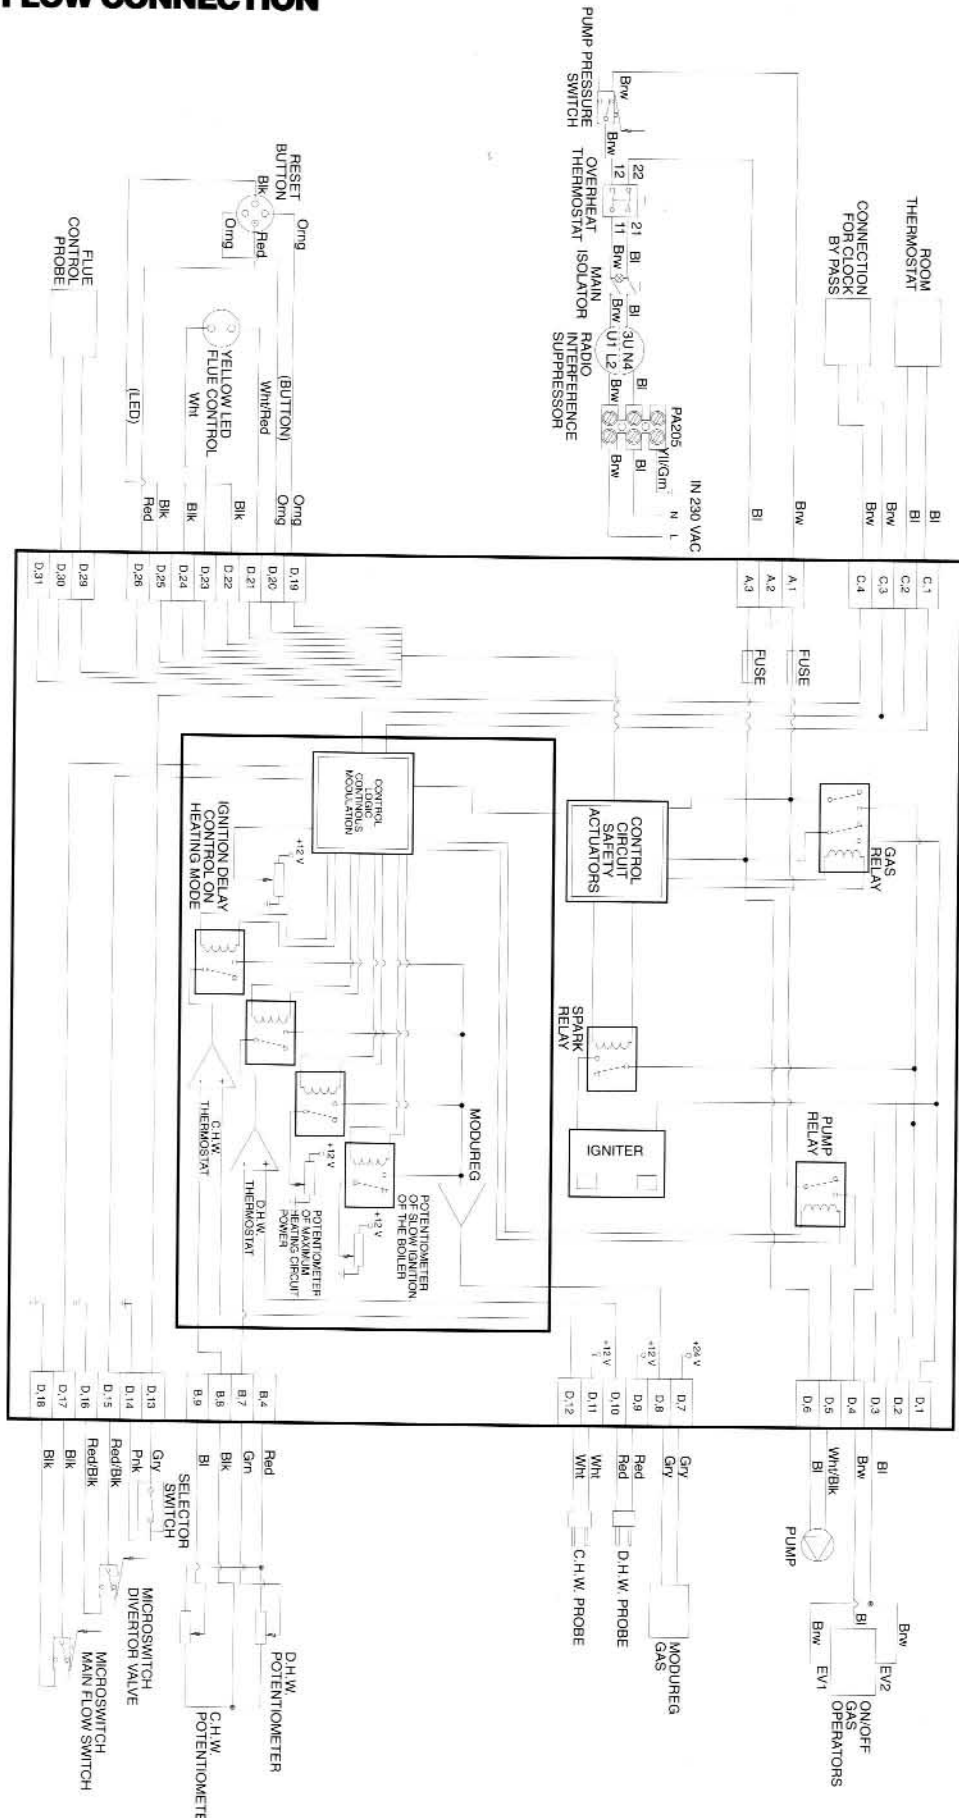 FLOW CONNECTION
ROOM
THERMOSTAT
CONNECTION
FOR CLOCK
BY PASS
PUMP PRESSURE
SWITCH
Brw
Brw
22
12
OVERHEAT
THERMOSTAT
21
11
Bl
Brw
MAIN
ISOLATOR
Bl
Brw
3U N4
U1 L2
RADIO
INTERFERENCE
SUPPRESSOR
Bl
Brw
PA205
Yll/Grn
Bl
Brw
IN 230 VAC
N
L
Bl
Bl
Brw
Brw
Brw
Bl
RESET
BUTTON
Blk
Orng
Red
Orng
YELLOW LED
FLUE CONTROL
Wht/Red
Wht
(BUTTON)
(LED)
FLUE
CONTROL
PROBE
Orng
Orng
Blk
Blk
Blk
Red
C,1
C,2
C,3
C,4
A,1
A,2
A,3
D,19
D,20
D,21
D,22
D,23
D,24
D,25
D,26
D,29
D,30
D,31
FUSE
FUSE
GAS
RELAY
CONTROL
CIRCUIT
SAFETY
ACTUATORS
CONTROL
LOGIC
CONTINOUS
MODULATION
SPARK
RELAY
IGNITER
PUMP
RELAY
IGNITION DELAY
CONTROL ON
HEATING MODE
+12 V
C.H.W.
THERMOSTAT
D.H.W.
THERMOSTAT
+12 V
POTENTIOMETER
OF MAXIMUM
HEATING CIRCUIT
POWER
+12 V
POTENTIOMETER
OF SLOW IGNITION
OF THE BOILER
MODUREG
+24 V
+12 V
+12 V
D,1
D,2
D,3
D,4
D,5
D,6
D,7
D,8
D,9
D,10
D,11
D,12
B,4
B,7
B,6
B,9
D,13
D,14
D,15
D,16
D,17
D,18
Bl
Brw
Wht/Blk
Bl
PUMP
Brw
Bl
Brw
EV2
EV1
ON/OFF
GAS
OPERATORS
Gry
Gry
MODUREG
GAS
Red
Red
D.H.W. PROBE
Wht
Wht
C.H.W. PROBE
Red
Grn
Blk
Bl
D.H.W.
POTENTIOMETER
C.H.W.
Gry
Pnk
SELECTOR
SWITCH
Red/Blk
Red/Blk
MICROSWITCH
DIVERTOR VALVE
Blk
Blk
MICROSWITCH
MAIN FLOW SWITCH